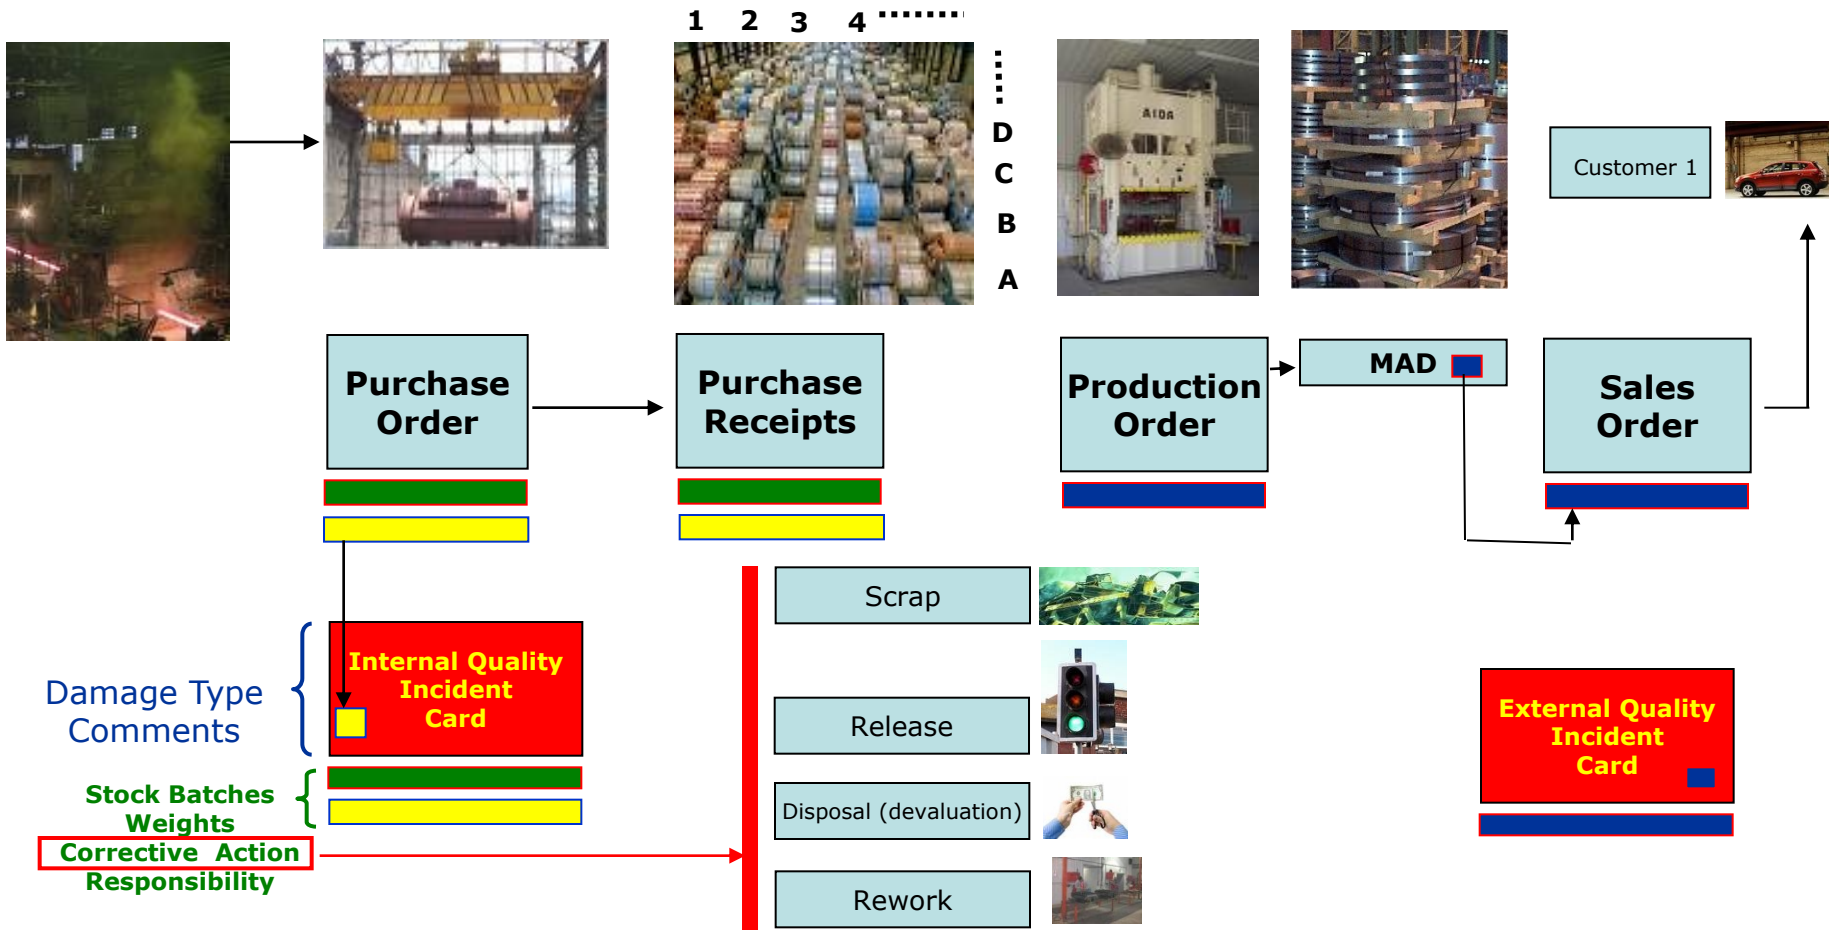 1 2 3 4
D
C
B
A
AIDA
Customer 1
Purchase
Order
Purchase
Receipts
Production
Order
MAD
Sales
Order
Internal Quality
Incident
Card
Damage Type
Comments
Stock Batches
Weights
Corrective Action
Responsibility
Scrap
Release
Disposal (devaluation)
Rework
External Quality
Incident
Card